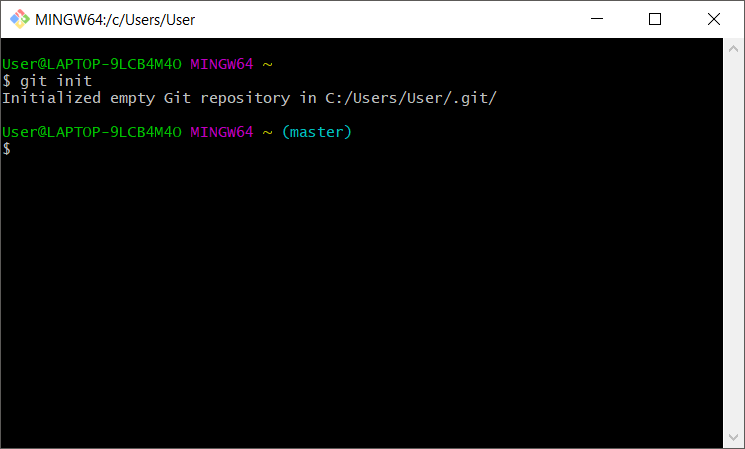 MINGW64:/c/Users/User
User@LAPTOP-9LCB4M4O MINGW64 ~
$ git init
Initialized empty Git repository in C:/Users/User/.git/
User@LAPTOP-9LCB4M4O MINGW64 ~ (master)
$